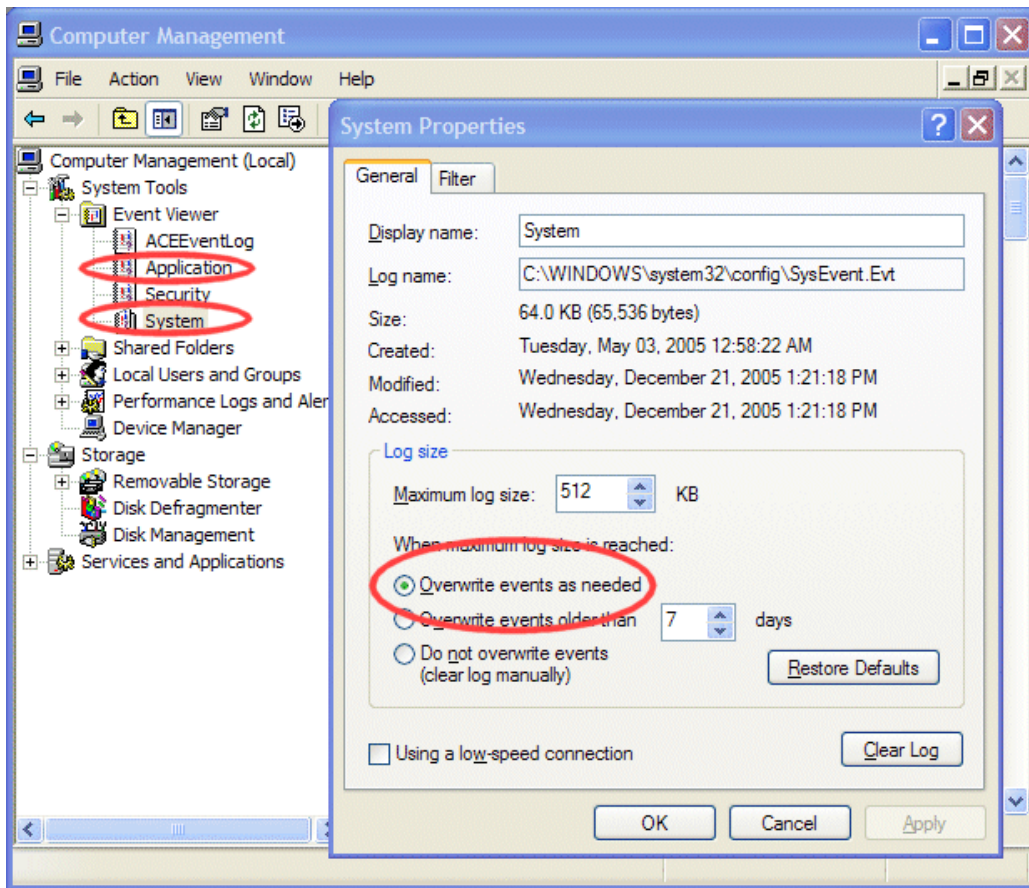 Computer Management
File Action View Window Help
System Properties
Computer Management (Local)
System Tools
Event Viewer
ACEEventLog
Application
Security
System
Shared Folders
Local Users and Groups
Performance Logs and Aler
Device Manager
Storage
Removable Storage
Disk Defragmenter
Disk Management
Services and Applications
General Filter
Display name: System
Log name: C:\WINDOWS\system32\config\SysEvent.Evt
Size: 64.0 KB (65,536 bytes)
Created: Tuesday, May 03, 2005 12:58:22 AM
Modified: Wednesday, December 21, 2005 1:21:18 PM
Accessed: Wednesday, December 21, 2005 1:21:18 PM
Log size
Maximum log size: 512 KB
When maximum log size is reached:
Overwrite events as needed
Overwrite events older than 7 days
Do not overwrite events
(clear log manually)
Restore Defaults
Using a low-speed connection
Clear Log
OK Cancel Apply